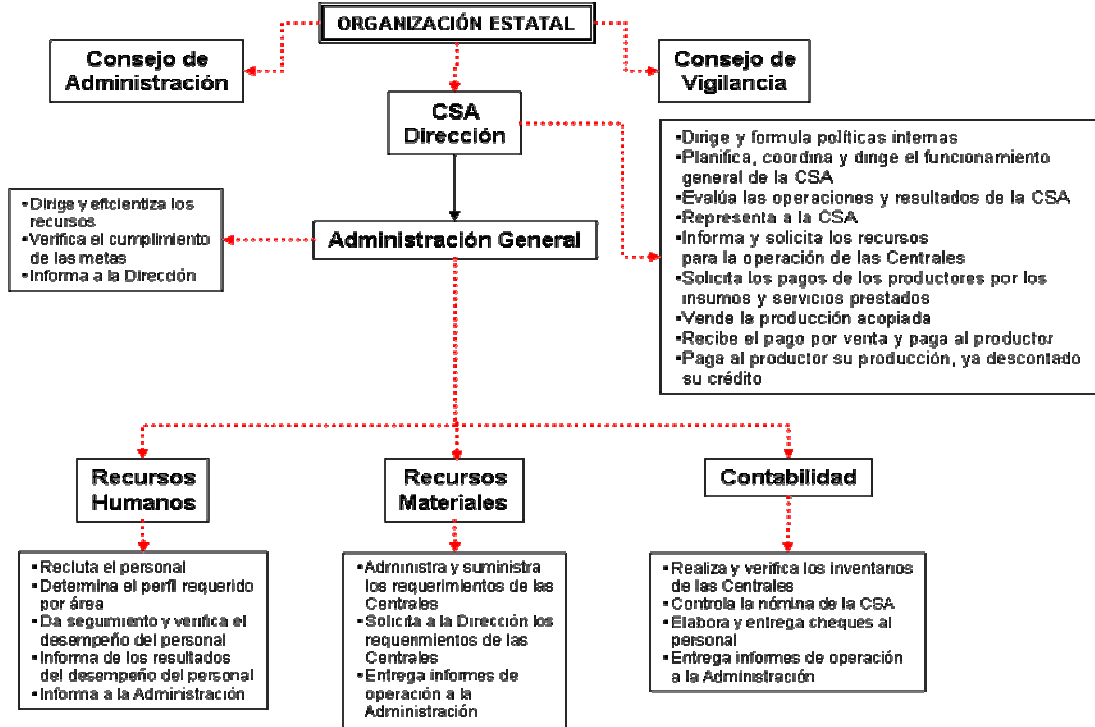 ORGANIZACIÓN ESTATAL
Consejo de
Administración
Consejo de
Vigilancia
CSA
Dirección
▪Dirige y formula políticas internas
▪Planifica, coordina y dirige el funcionamiento
general de la CSA
▪Evalúa las operaciones y resultados de la CSA
▪Representa a la CSA
▪Informa y solicita los recursos
para la operación de las Centrales
▪Solicita los pagos de los productores por los
insumos y servicios prestados
▪Vende la producción acopiada
▪Recibe el pago por venta y paga al productor
▪Paga al productor su producción, ya descontado
su crédito
▪Dirige y eficientiza los
recursos
▪Verifica el cumplimiento
de las metas
▪Informa a la Dirección
Administración General
Recursos
Humanos
Recursos
Materiales
Contabilidad
▪Recluta el personal
▪Determina el perfil requerido
por área
▪Da seguimiento y verifica el
desempeño del personal
▪Informa de los resultados
del desempeño del personal
▪Informa a la Administración
▪Administra y suministra
los requerimientos de las
Centrales
▪Solicita a la Dirección los
requerimientos de las
Centrales
▪Entrega informes de
operación a la
Administración
▪Realiza y verifica los inventarios
de las Centrales
▪Controla la nómina de la CSA
▪Elabora y entrega cheques al
personal
▪Entrega informes de operación
a la Administración